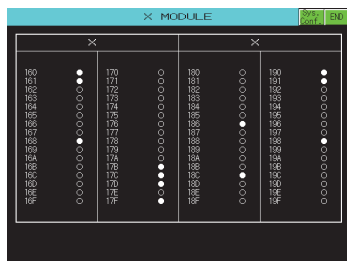 X MODULE
Sys. Conf.
END
X X
160 170 180 190
161 171 181 191
162 172 182 192
163 173 183 193
164 174 184 194
165 175 185 195
166 176 186 196
167 177 187 197
168 178 188 198
169 179 189 199
16A 17A 18A 19A
16B 17B 18B 19B
16C 17C 18C 19C
16D 17D 18D 19D
16E 17E 18E 19E
16F 17F 18F 19F